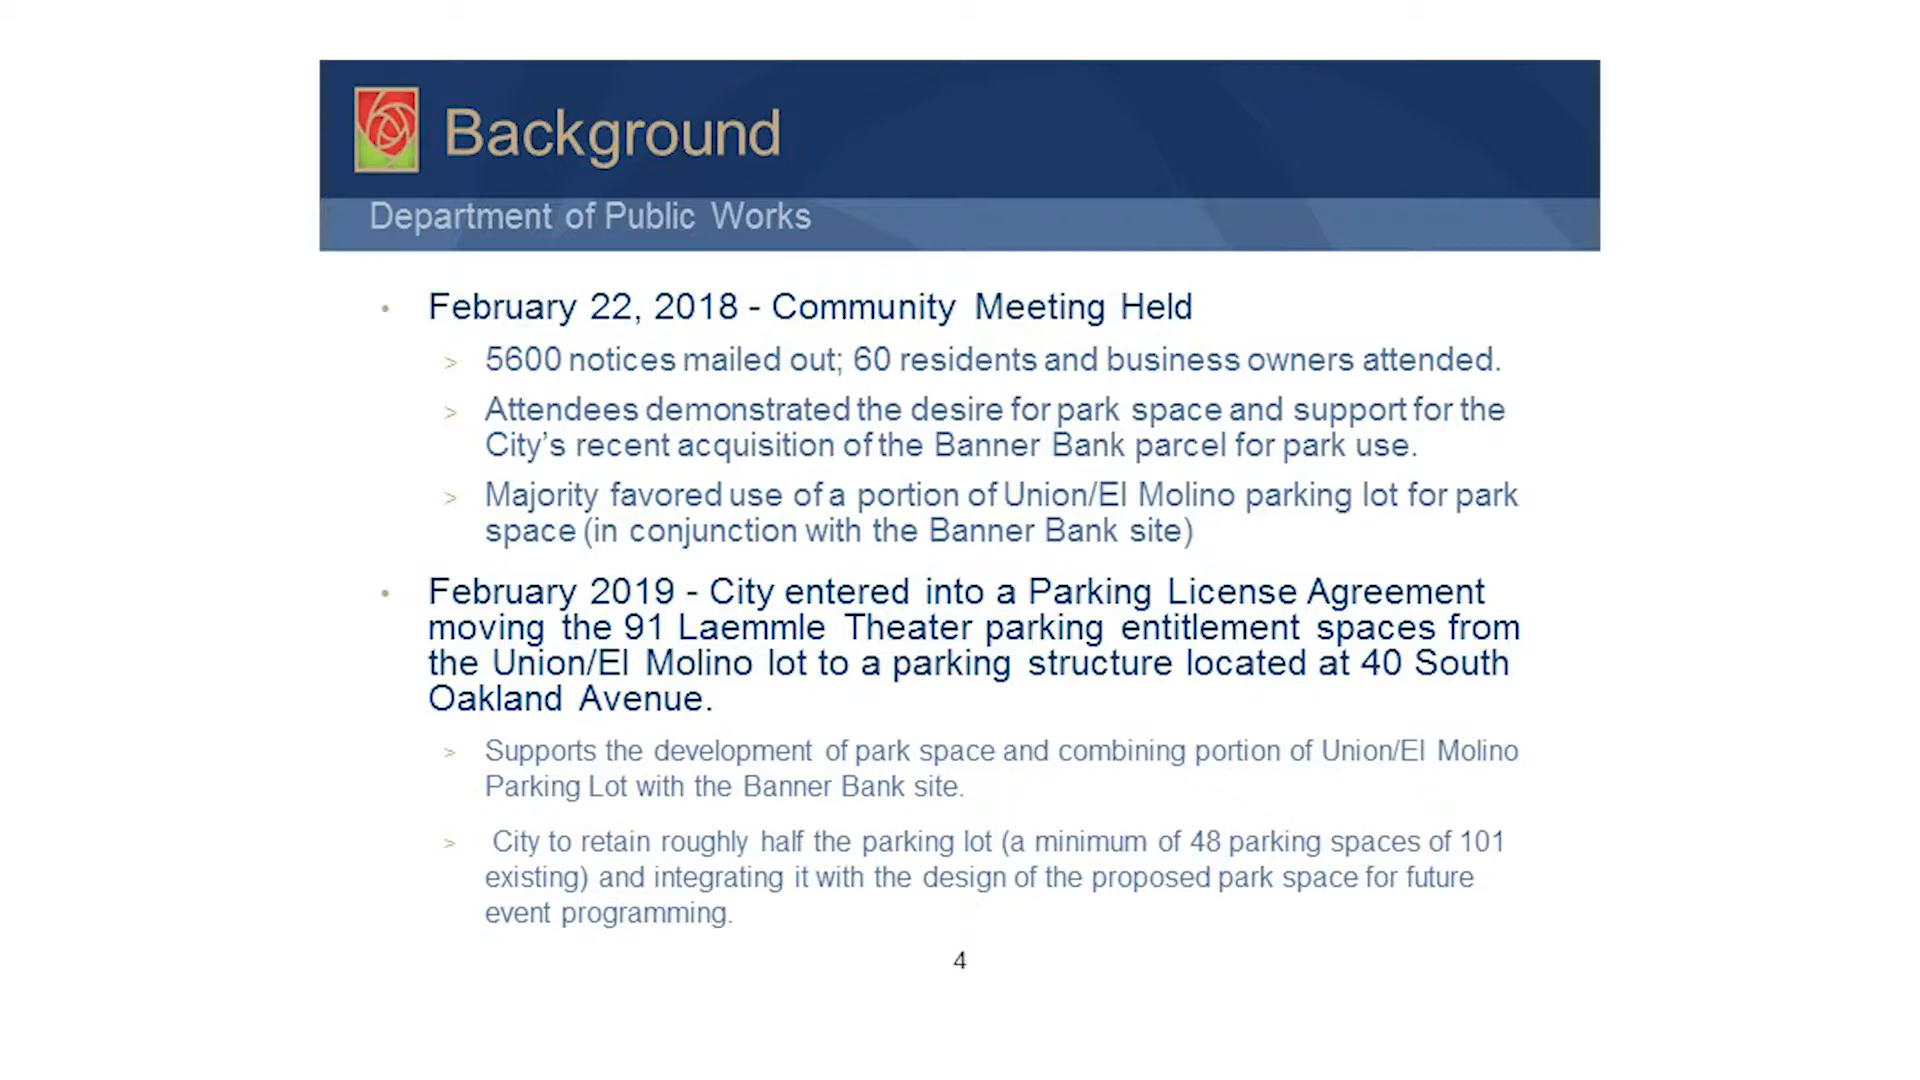 Background
Department of Public Works
• February 22, 2018 - Community Meeting Held
> 5600 notices mailed out; 60 residents and business owners attended.
> Attendees demonstrated the desire for park space and support for the
City’s recent acquisition of the Banner Bank parcel for park use.
> Majority favored use of a portion of Union/El Molino parking lot for park
space (in conjunction with the Banner Bank site)
• February 2019 - City entered into a Parking License Agreement
moving the 91 Laemmle Theater parking entitlement spaces from
the Union/El Molino lot to a parking structure located at 40 South
Oakland Avenue.
> Supports the development of park space and combining portion of Union/El Molino
Parking Lot with the Banner Bank site.
> City to retain roughly half the parking lot (a minimum of 48 parking spaces of 101
existing) and integrating it with the design of the proposed park space for future
event programming.
4